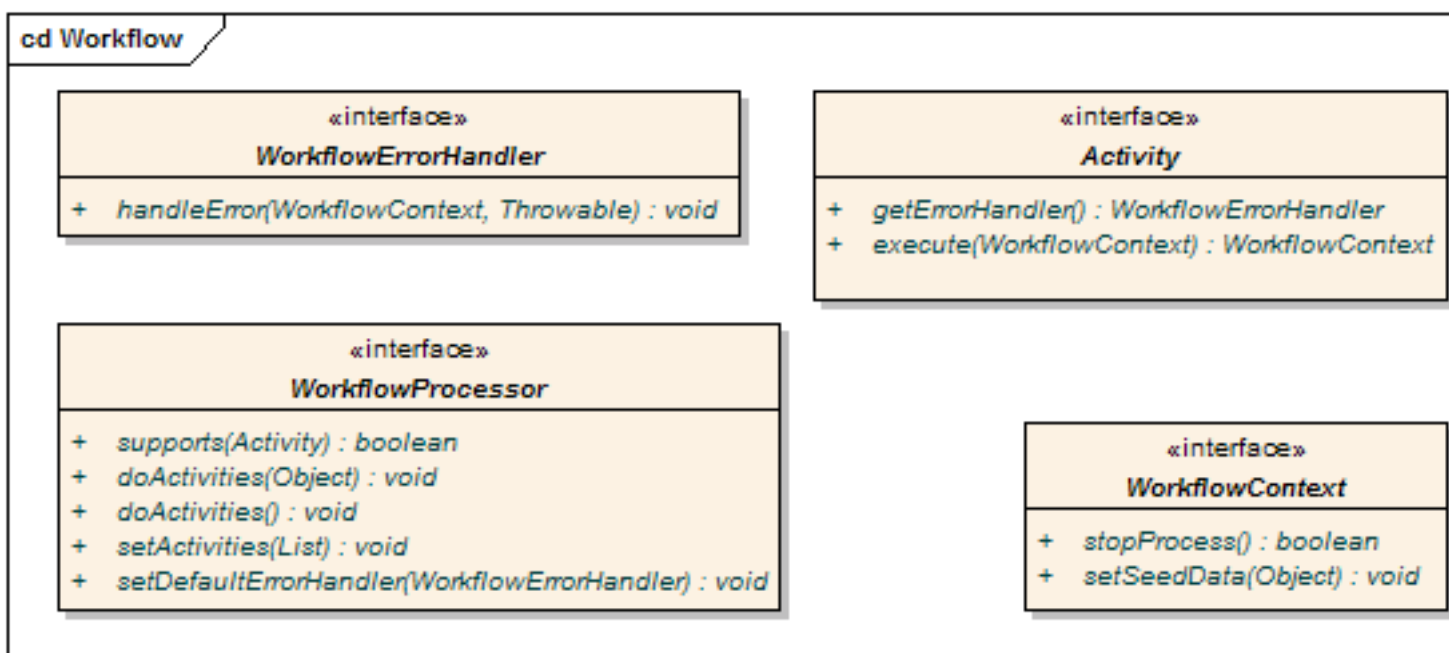 cd Workflow
«interface»
WorkflowErrorHandler
+ handleError(WorkflowContext, Throwable) : void
«interface»
Activity
+ getErrorHandler() : WorkflowErrorHandler
+ execute(WorkflowContext) : WorkflowContext
«interface»
WorkflowProcessor
+ supports(Activity) : boolean
+ doActivities(Object) : void
+ doActivities() : void
+ setActivities(List) : void
+ setDefaultErrorHandler(WorkflowErrorHandler) : void
«interface»
WorkflowContext
+ stopProcess() : boolean
+ setSeedData(Object) : void